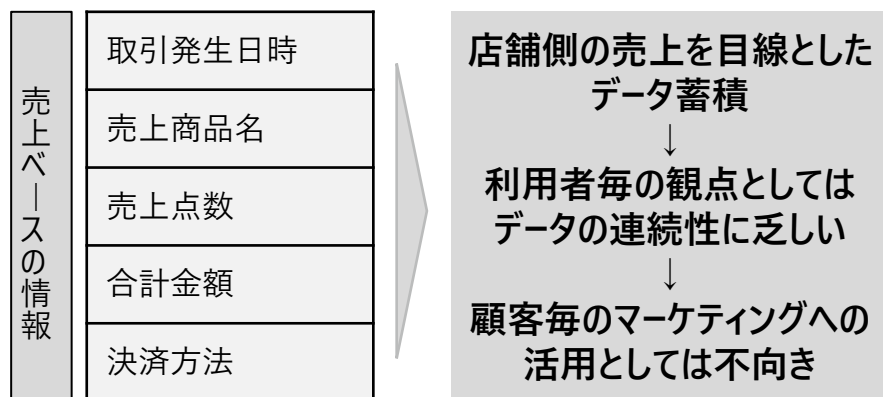 売上ベースの情報
取引発生日時
売上商品名
売上点数
合計金額
決済方法
店舗側の売上を目線とした
データ蓄積
↓
利用者毎の観点としては
データの連続性に乏しい
↓
顧客毎のマーケティングへの
活用としては不向き